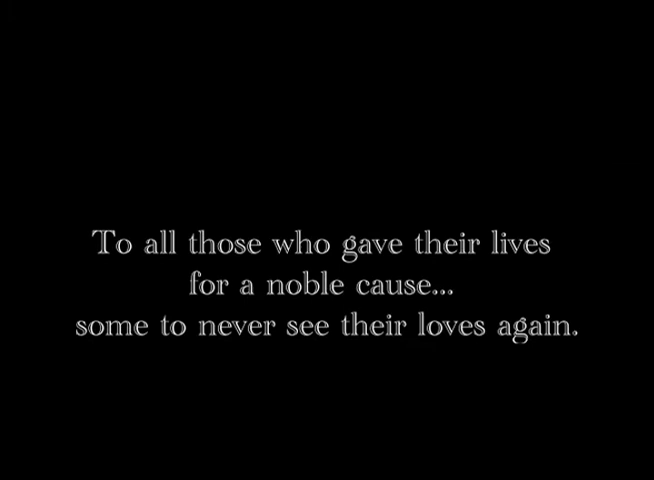 To all those who gave their lives
for a noble cause...
some to never see their loves again.